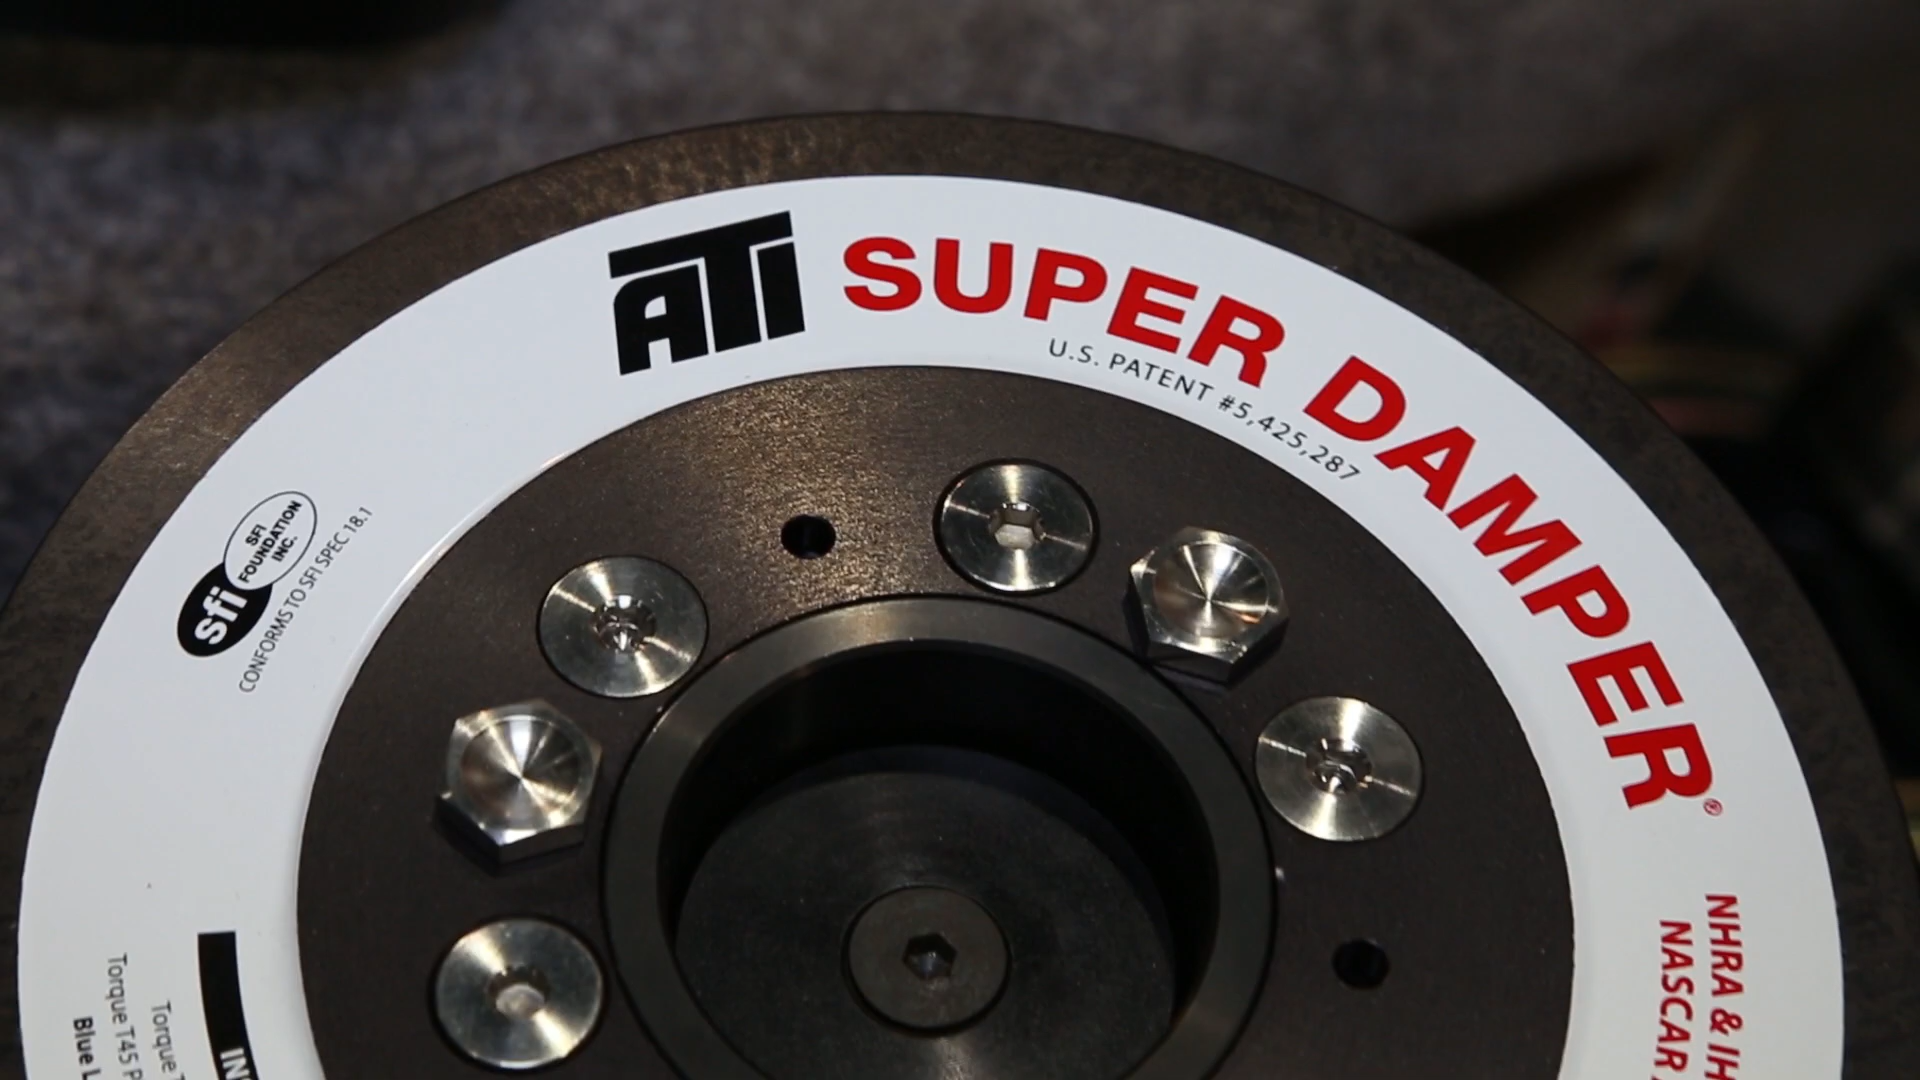 ATI SUPER DAMPER®
U.S. PATENT #5,425,287
sfi
SFI
FOUNDATION
INC.
CONFORMS TO SFI SPEC 18.1
NHRA &
NASCAR
Torque
Torque T45
Blue